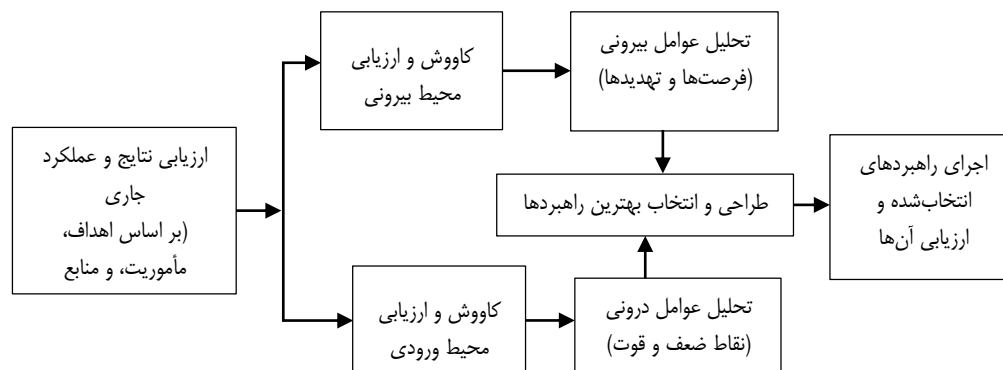 ارزیابی نتایج و عملکرد
جاری
(بر اساس اهداف،
مأموریت، و منابع
کاووش و ارزیابی
محیط بیرونی
تحلیل عوامل بیرونی
(فرصت‌ها و تهدیدها)
کاووش و ارزیابی
محیط ورودی
تحلیل عوامل درونی
(نقاط ضعف و قوت)
طراحی و انتخاب بهترین راهبردها
اجرای راهبردهای
انتخاب‌شده و
ارزیابی آن‌ها